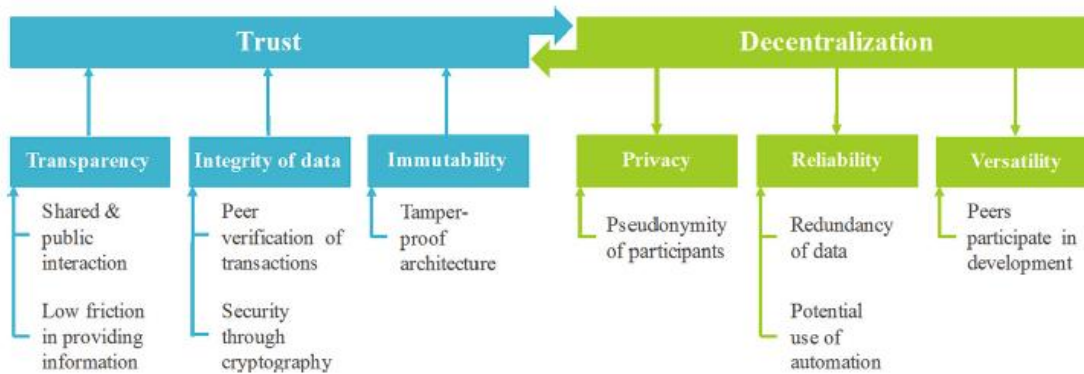 Trust
Decentralization
Transparency
Integrity of data
Immutability
Privacy
Reliability
Versatility
Shared &
public
interaction
Low friction
in providing
information
Peer
verification of
transactions
Security
through
cryptography
Tamper-
proof
architecture
Pseudonymity
of participants
Redundancy
of data
Potential
use of
automation
Peers
participate in
development